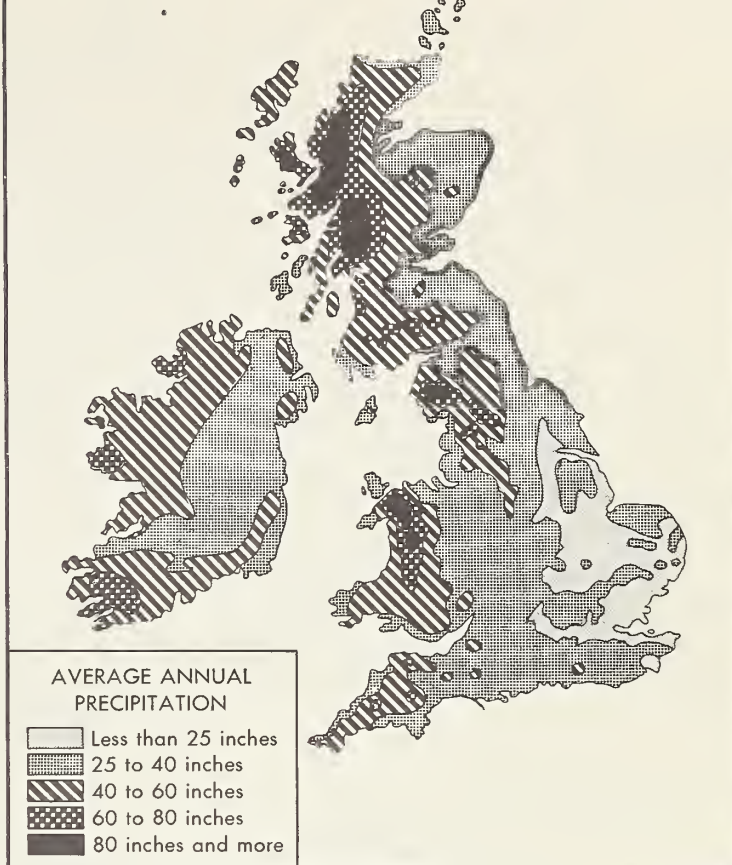 AVERAGE ANNUAL
PRECIPITATION
Less than 25 inches
25 to 40 inches
40 to 60 inches
60 to 80 inches
80 inches and more